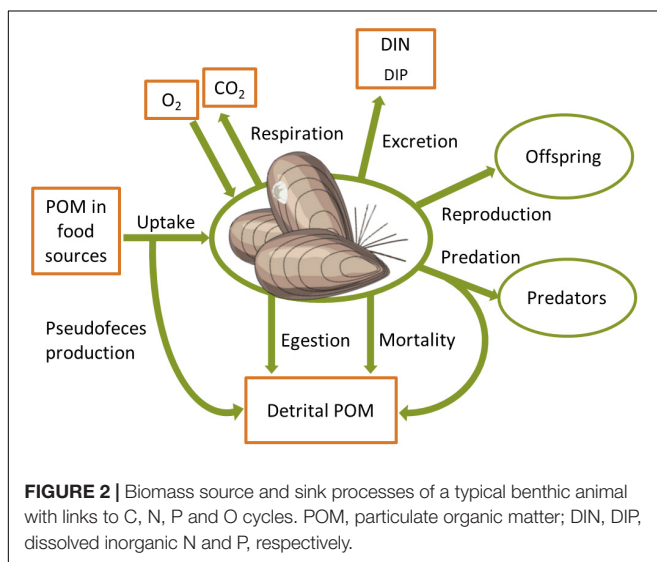 DIN
DIP
CO₂
O₂
Respiration
Excretion
Offspring
POM in
food
sources
Uptake
Reproduction
Predation
Predators
Pseudofeces
production
Egestion
Mortality
Detrital POM
FIGURE 2 | Biomass source and sink processes of a typical benthic animal
with links to C, N, P and O cycles. POM, particulate organic matter; DIN, DIP,
dissolved inorganic N and P, respectively.